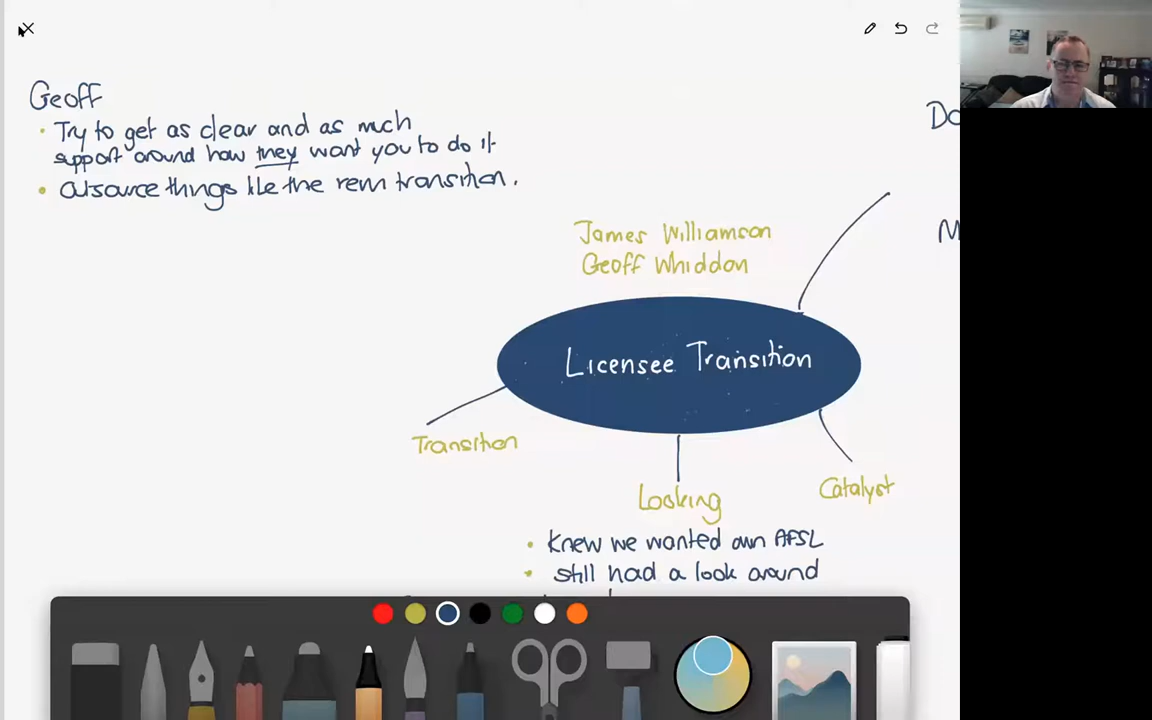 Geoff
• Try to get as clear and as much
support around how they want you to do it
• outsource things like the rem transition.
Do
M
James Williamson
Geoff Whiddon
Licensee Transition
Transition
Looking
Catalyst
• Knew we wanted own AFSL
• still had a look around